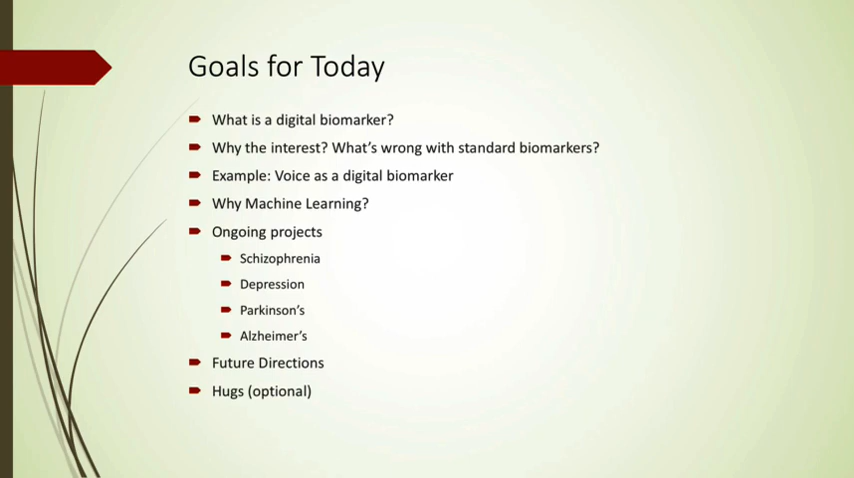 Goals for Today
What is a digital biomarker?
Why the interest? What's wrong with standard biomarkers?
Example: Voice as a digital biomarker
Why Machine Learning?
Ongoing projects
Schizophrenia
Depression
Parkinson's
Alzheimer's
Future Directions
Hugs (optional)